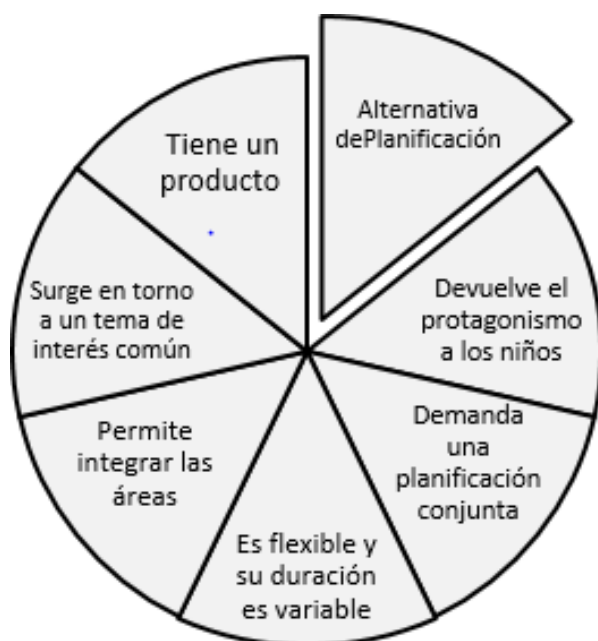 Alternativa
dePlanificación
Devuelve el
protagonismo
a los niños
Demanda
una
planificación
conjunta
Es flexible y
su duración
es variable
Permite
integrar las
áreas
Surge en torno
a un tema de
interés común
Tiene un
producto